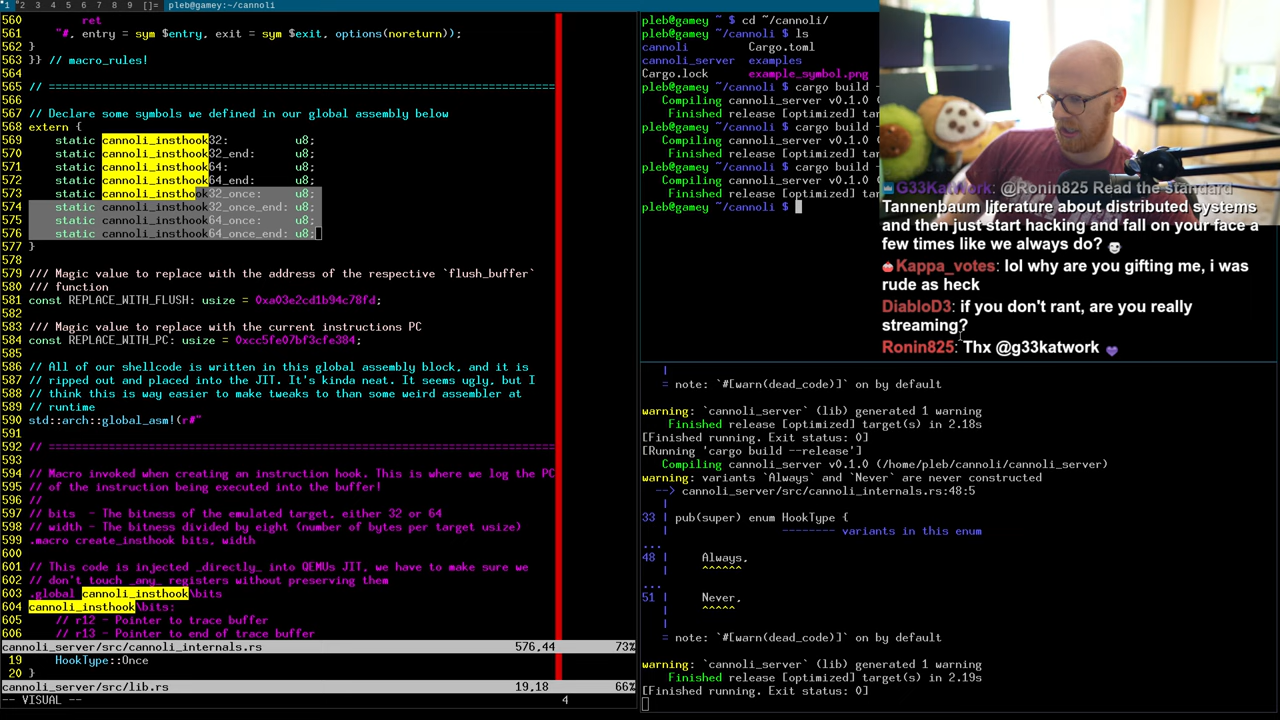 1 "2 3 4 5 6 7 8 9 []= pleb@gamey:~/cannoli
560         ret
561     "#, entry = sym $entry, exit = sym $exit, options(noreturn));
562 }
563 }} // macro_rules!
564
565 // ============================================================================
566
567 // Declare some symbols we defined in our global assembly below
568 extern {
569     static cannoli_insthook32:          u8;
570     static cannoli_insthook32_end:      u8;
571     static cannoli_insthook64:          u8;
572     static cannoli_insthook64_end:      u8;
573     static cannoli_insthook32_once:     u8;
574     static cannoli_insthook32_once_end: u8;
575     static cannoli_insthook64_once:     u8;
576     static cannoli_insthook64_once_end: u8;
577 }
578
579 /// Magic value to replace with the address of the respective `flush_buffer`
580 /// function
581 const REPLACE_WITH_FLUSH: usize = 0xa03e2cd1b94c78fd;
582
583 /// Magic value to replace with the current instructions PC
584 const REPLACE_WITH_PC: usize = 0xcc5fe07bf3cfe384;
585
586 // All of our shellcode is written in this global assembly block, and it is
587 // ripped out and placed into the JIT. It's kinda neat. It seems ugly, but I
588 // think this is way easier to make tweaks to than some weird assembler at
589 // runtime
590 std::arch::global_asm!(r#"
591
592 // ============================================================================
593
594 // Macro invoked when creating an instruction hook. This is where we log the PC
595 // of the instruction being executed into the buffer!
596 //
597 // bits  - The bitness of the emulated target, either 32 or 64
598 // width - The bitness divided by eight (number of bytes per target usize)
599 .macro create_insthook bits, width
600
601 // This code is injected _directly_ into QEMUs JIT, we have to make sure we
602 // don't touch _any_ registers without preserving them
603 .global cannoli_insthook\bits
604 cannoli_insthook\bits:
605     // r12 - Pointer to trace buffer
606     // r13 - Pointer to end of trace buffer
cannoli_server/src/cannoli_internals.rs 576,44 73%
19     HookType::Once
20 }
cannoli_server/src/lib.rs 19,18 66%
-- VISUAL -- 4
pleb@gamey ~ $ cd ~/cannoli/
pleb@gamey ~/cannoli $ ls
cannoli         Cargo.toml
cannoli_server  examples
Cargo.lock      example_symbol.png
pleb@gamey ~/cannoli $ cargo build -
Compiling cannoli_server v0.1.0 (
Finished release [optimized] tar
pleb@gamey ~/cannoli $ cargo build -
Compiling cannoli_server v0.1.0 (
Finished release [optimized] tar
pleb@gamey ~/cannoli $ cargo build -
Compiling cannoli_server v0.1.0 (
Finished release [optimized] tar
pleb@gamey ~/cannoli $
G33KatWork: @Ronin825 Read the standard
Tannenbaum literature about distributed systems
and then just start hacking and fall on your face a
few times like we always do?
Kappa_votes: lol why are you gifting me, i was
rude as heck
DiabloD3: if you don't rant, are you really
streaming?
Ronin825: Thx @g33katwork
|
= note: `#[warn(dead_code)]` on by default
warning: `cannoli_server` (lib) generated 1 warning
Finished release [optimized] target(s) in 2.18s
[Finished running. Exit status: 0]
[Running 'cargo build --release']
Compiling cannoli_server v0.1.0 (/home/pleb/cannoli/cannoli_server)
warning: variants `Always` and `Never` are never constructed
--> cannoli_server/src/cannoli_internals.rs:48:5
|
33 | pub(super) enum HookType {
|                 -------- variants in this enum
...
48 |     Always,
|     ^^^^^^
...
51 |     Never,
|     ^^^^^
|
= note: `#[warn(dead_code)]` on by default
warning: `cannoli_server` (lib) generated 1 warning
Finished release [optimized] target(s) in 2.19s
[Finished running. Exit status: 0]